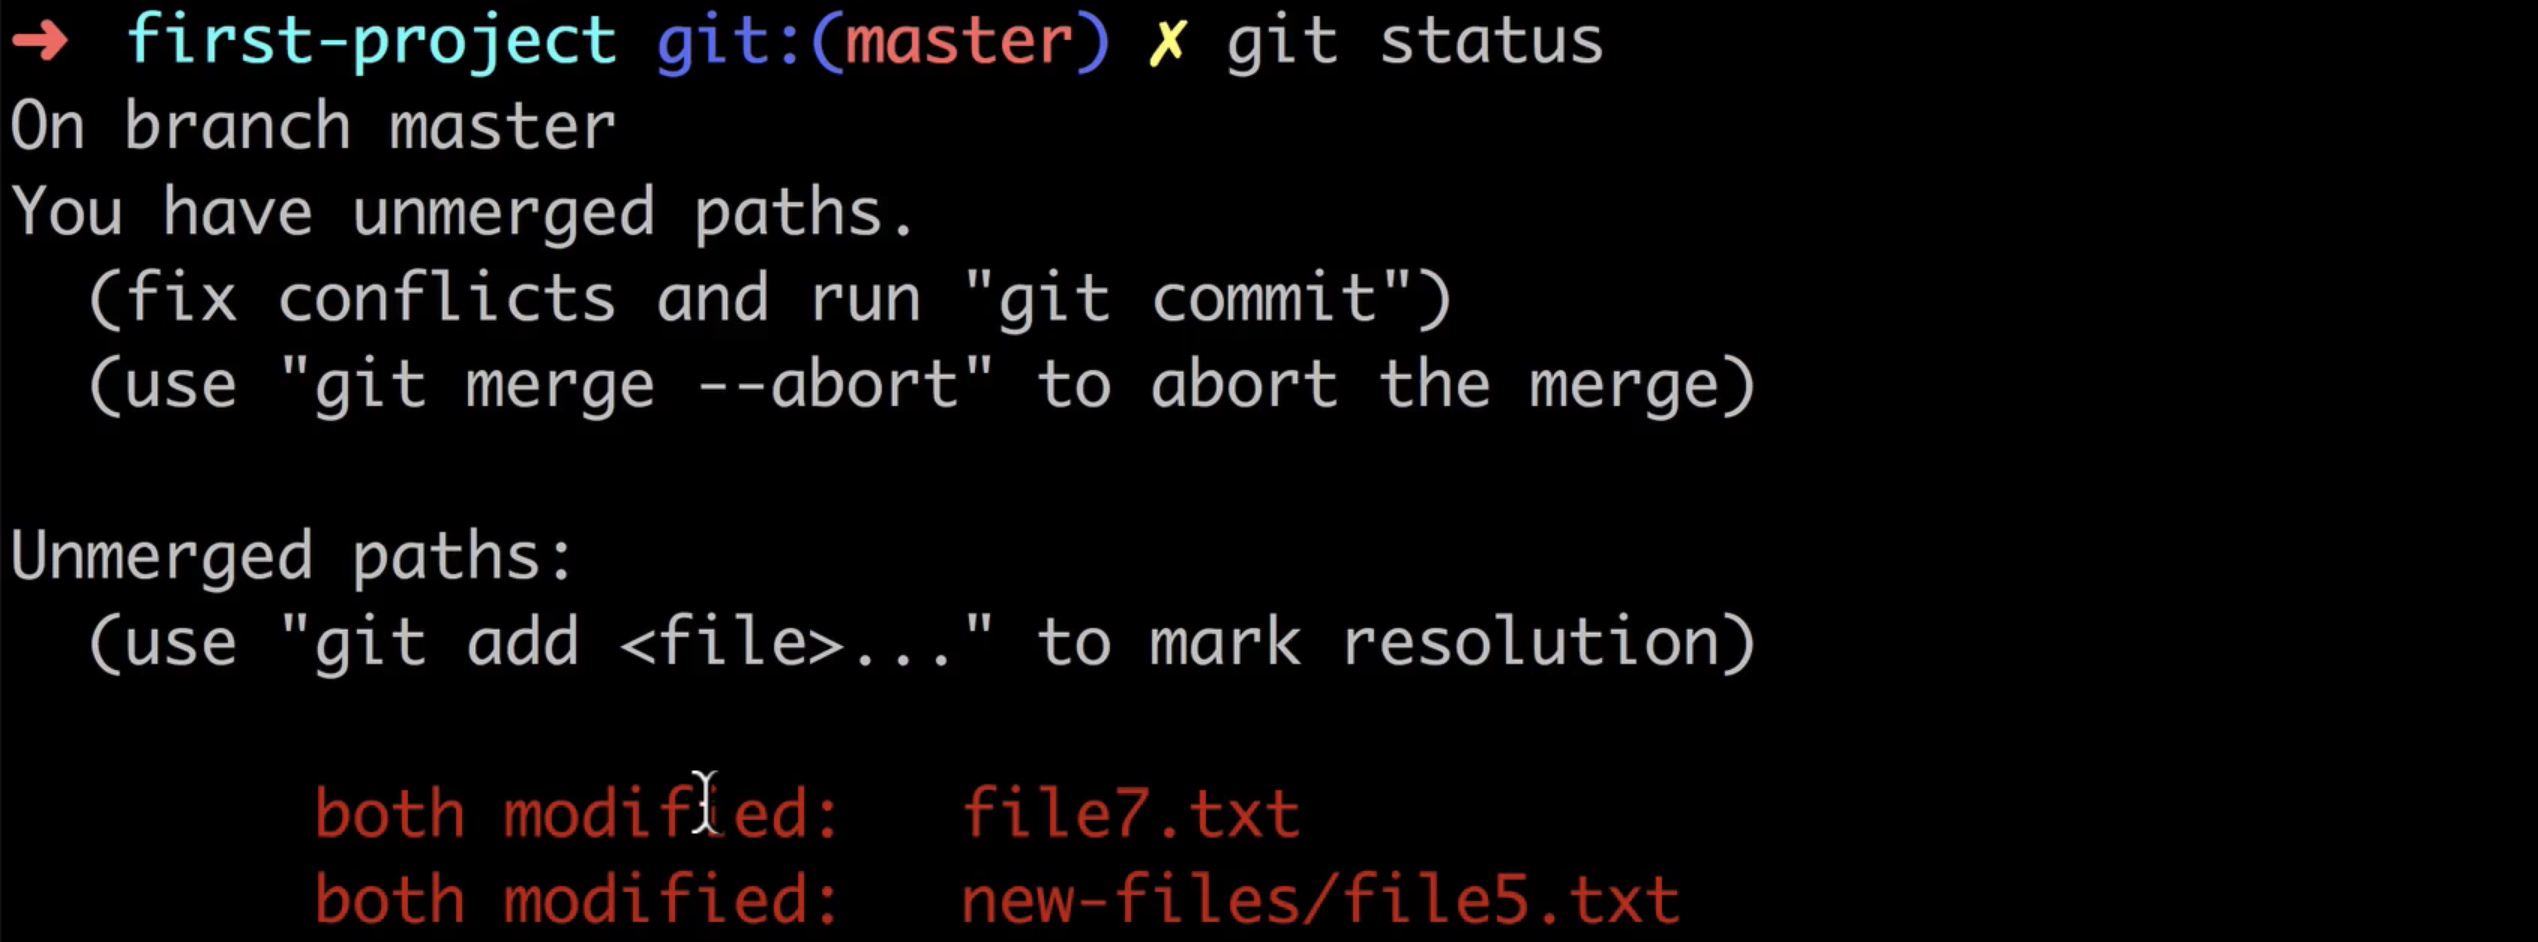 ➜ first-project git:(master) ✗ git status
On branch master
You have unmerged paths.
(fix conflicts and run "git commit")
(use "git merge --abort" to abort the merge)
Unmerged paths:
(use "git add <file>..." to mark resolution)
both modified: file7.txt
both modified: new-files/file5.txt